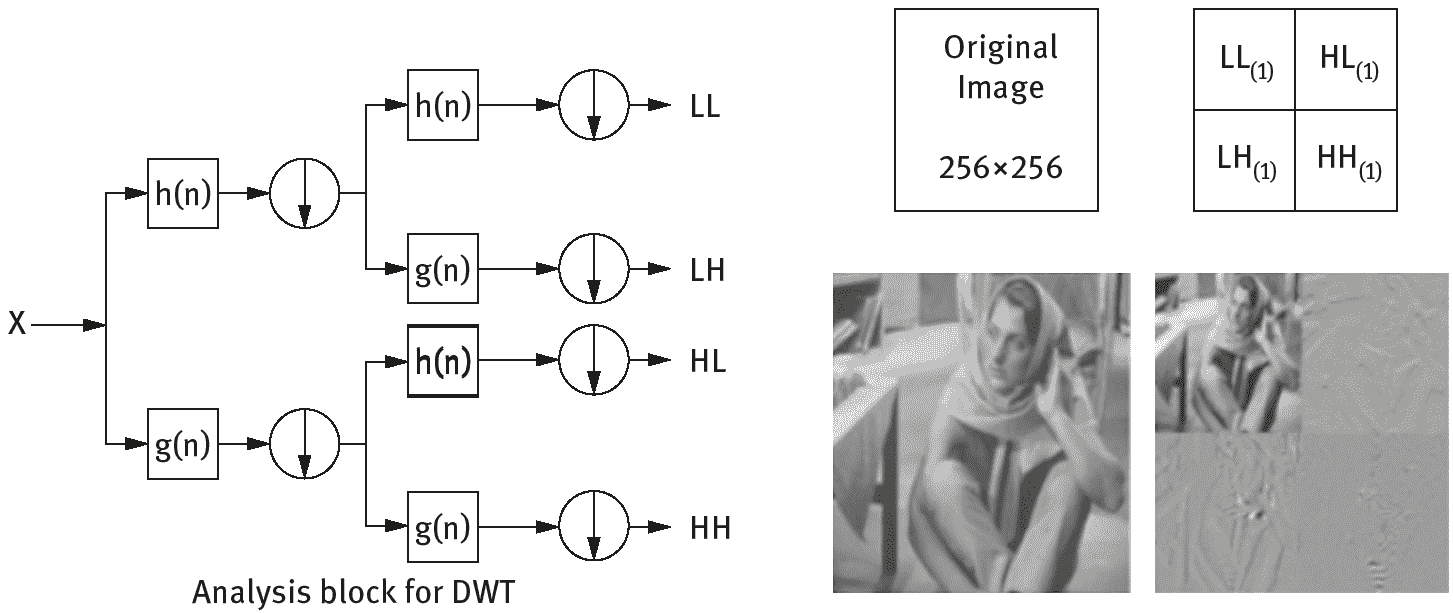 h(n)
LL
h(n)
g(n)
LH
X
h(n)
HL
g(n)
g(n)
HH
Analysis block for DWT
Original
Image
256×256
LL(1)
HL(1)
LH(1)
HH(1)